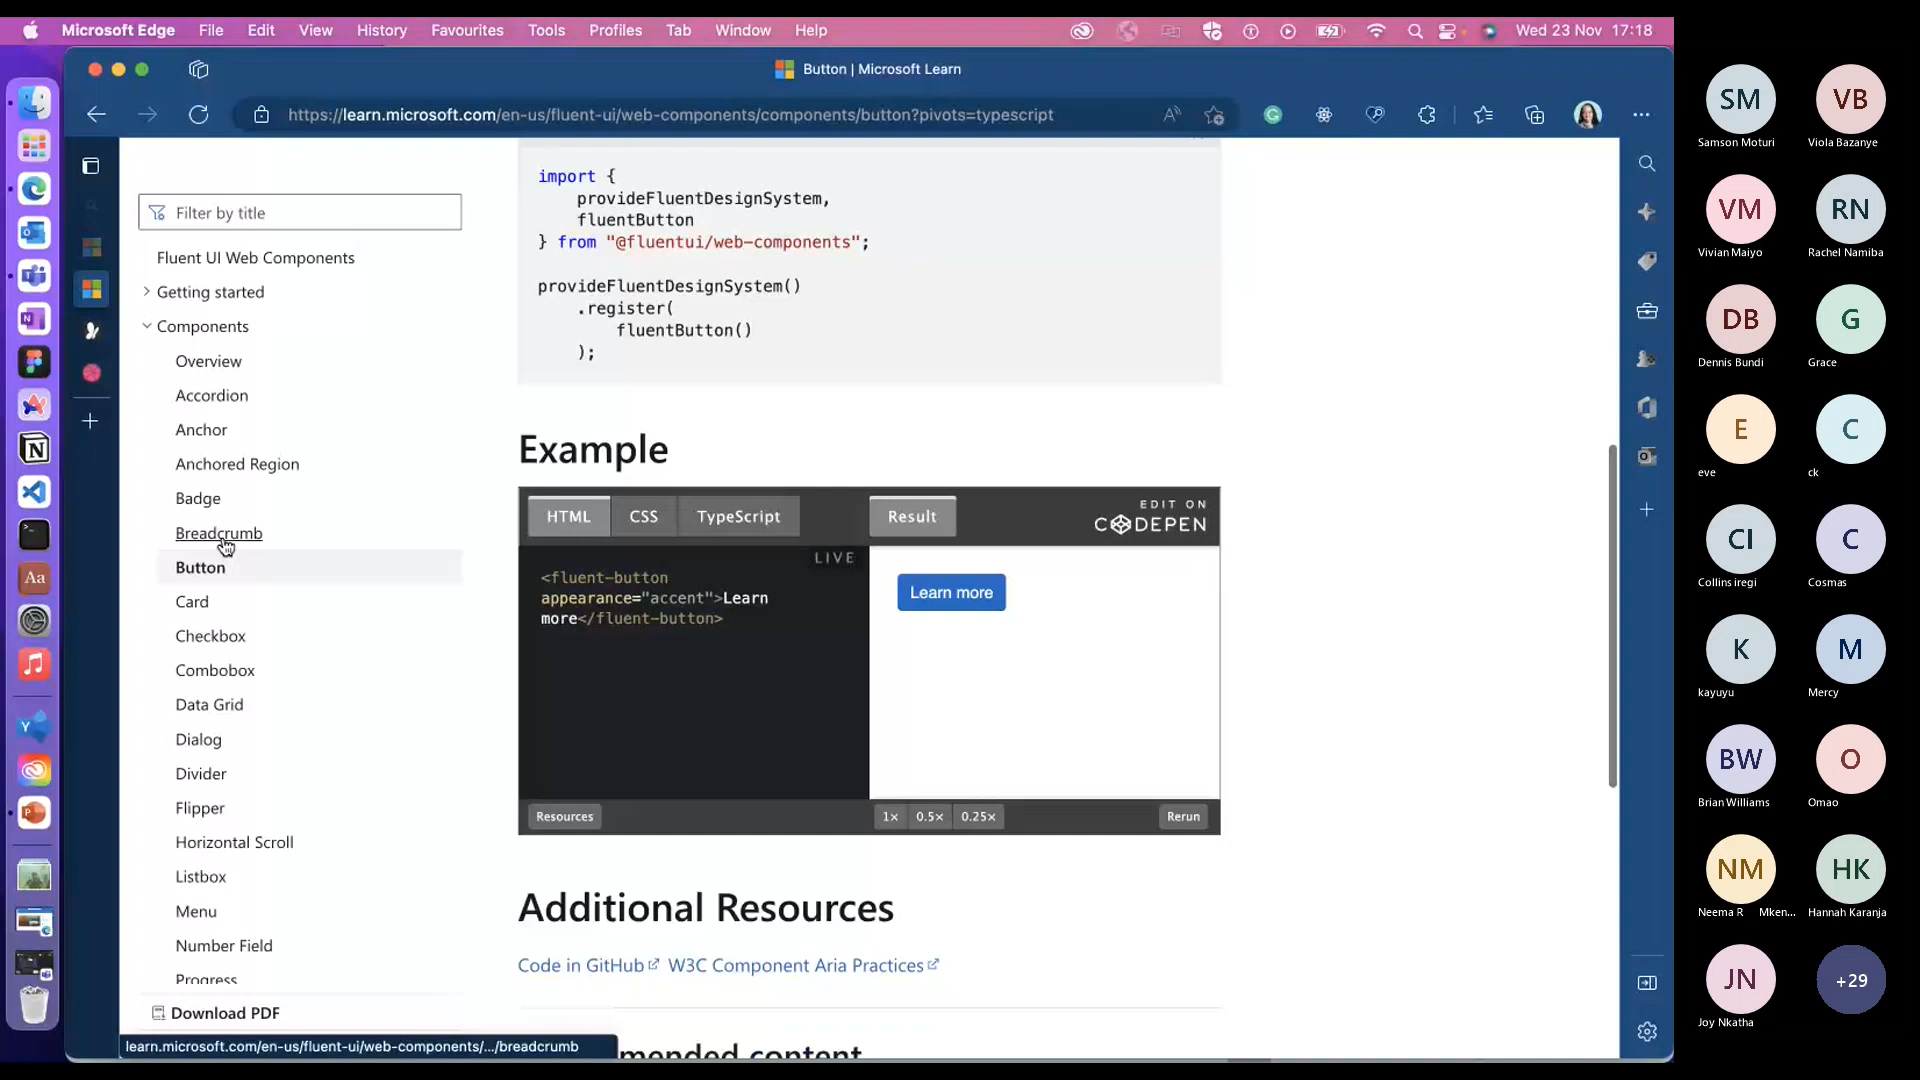 Microsoft Edge File Edit View History Favourites Tools Profiles Tab Window Help
Wed 23 Nov 17:18
Button | Microsoft Learn
https://learn.microsoft.com/en-us/fluent-ui/web-components/components/button?pivots=typescript
Filter by title
Fluent UI Web Components
Getting started
Components
Overview
Accordion
Anchor
Anchored Region
Badge
Breadcrumb
Button
Card
Checkbox
Combobox
Data Grid
Dialog
Divider
Flipper
Horizontal Scroll
Listbox
Menu
Number Field
Progress
Download PDF
learn.microsoft.com/en-us/fluent-ui/web-components/.../breadcrumb
import {
provideFluentDesignSystem,
fluentButton
} from "@fluentui/web-components";
provideFluentDesignSystem()
.register(
fluentButton()
);
Example
HTML CSS TypeScript Result
EDIT ON
CODEPEN
LIVE
<fluent-button
appearance="accent">Learn
more</fluent-button>
Learn more
Resources 1× 0.5× 0.25× Rerun
Additional Resources
Code in GitHub W3C Component Aria Practices
mended content
SM VB
Samson Moturi Viola Bazanye
VM RN
Vivian Maiyo Rachel Namiba
DB G
Dennis Bundi Grace
E C
eve ck
CI C
Collins iregi Cosmas
K M
kayuyu Mercy
BW O
Brian Williams Omao
NM HK
Neema R Mken... Hannah Karanja
JN +29
Joy Nkatha